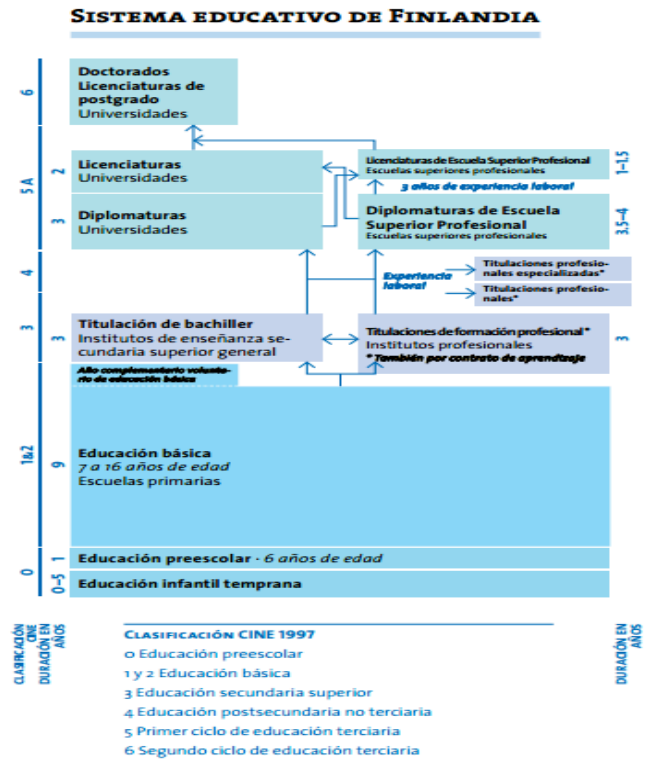 SISTEMA EDUCATIVO DE FINLANDIA
6
Doctorados
Licenciaturas de
postgrado
Universidades
5 A
2
Licenciaturas
Universidades
Licenciaturas de Escuela Superior Profesional
Escuelas superiores profesionales
1–1,5
3 años de experiencia laboral
3
Diplomaturas
Universidades
Diplomaturas de Escuela
Superior Profesional
Escuelas superiores profesionales
3,5–4
4
Experiencia
laboral
Titulaciones profesio-
nales especializadas*
Titulaciones profesio-
nales*
3
3
Titulación de bachiller
Institutos de enseñanza se-
cundaria superior general
Titulaciones de formación profesional*
Institutos profesionales
* También por contrato de aprendizaje
3
Año complementario volunta-
rio de educación básica
1&2
9
Educación básica
7 a 16 años de edad
Escuelas primarias
0
1
Educación preescolar - 6 años de edad
0–5
Educación infantil temprana
CLASIFICACIÓN
CINE
DURACIÓN EN
AÑOS
CLASIFICACIÓN CINE 1997
0 Educación preescolar
1 y 2 Educación básica
3 Educación secundaria superior
4 Educación postsecundaria no terciaria
5 Primer ciclo de educación terciaria
6 Segundo ciclo de educación terciaria
DURACIÓN EN
AÑOS